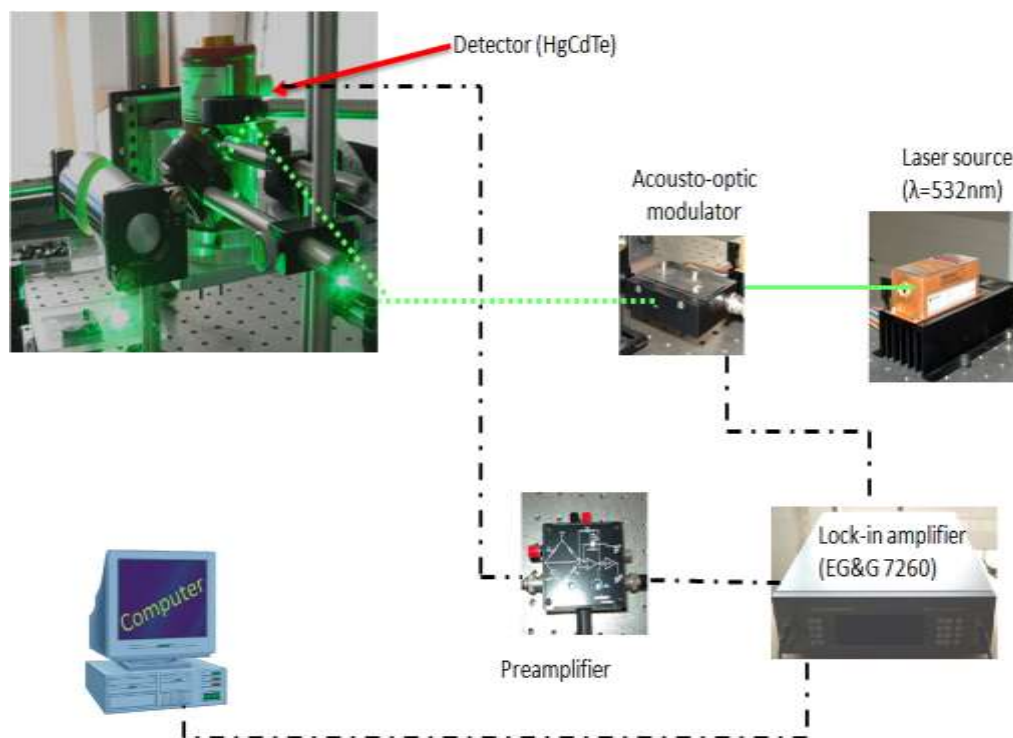 Detector (HgCdTe)
Laser source
(λ=532nm)
Acousto-optic
modulator
Lock-in amplifier
(EG&G 7260)
Computer
Preamplifier